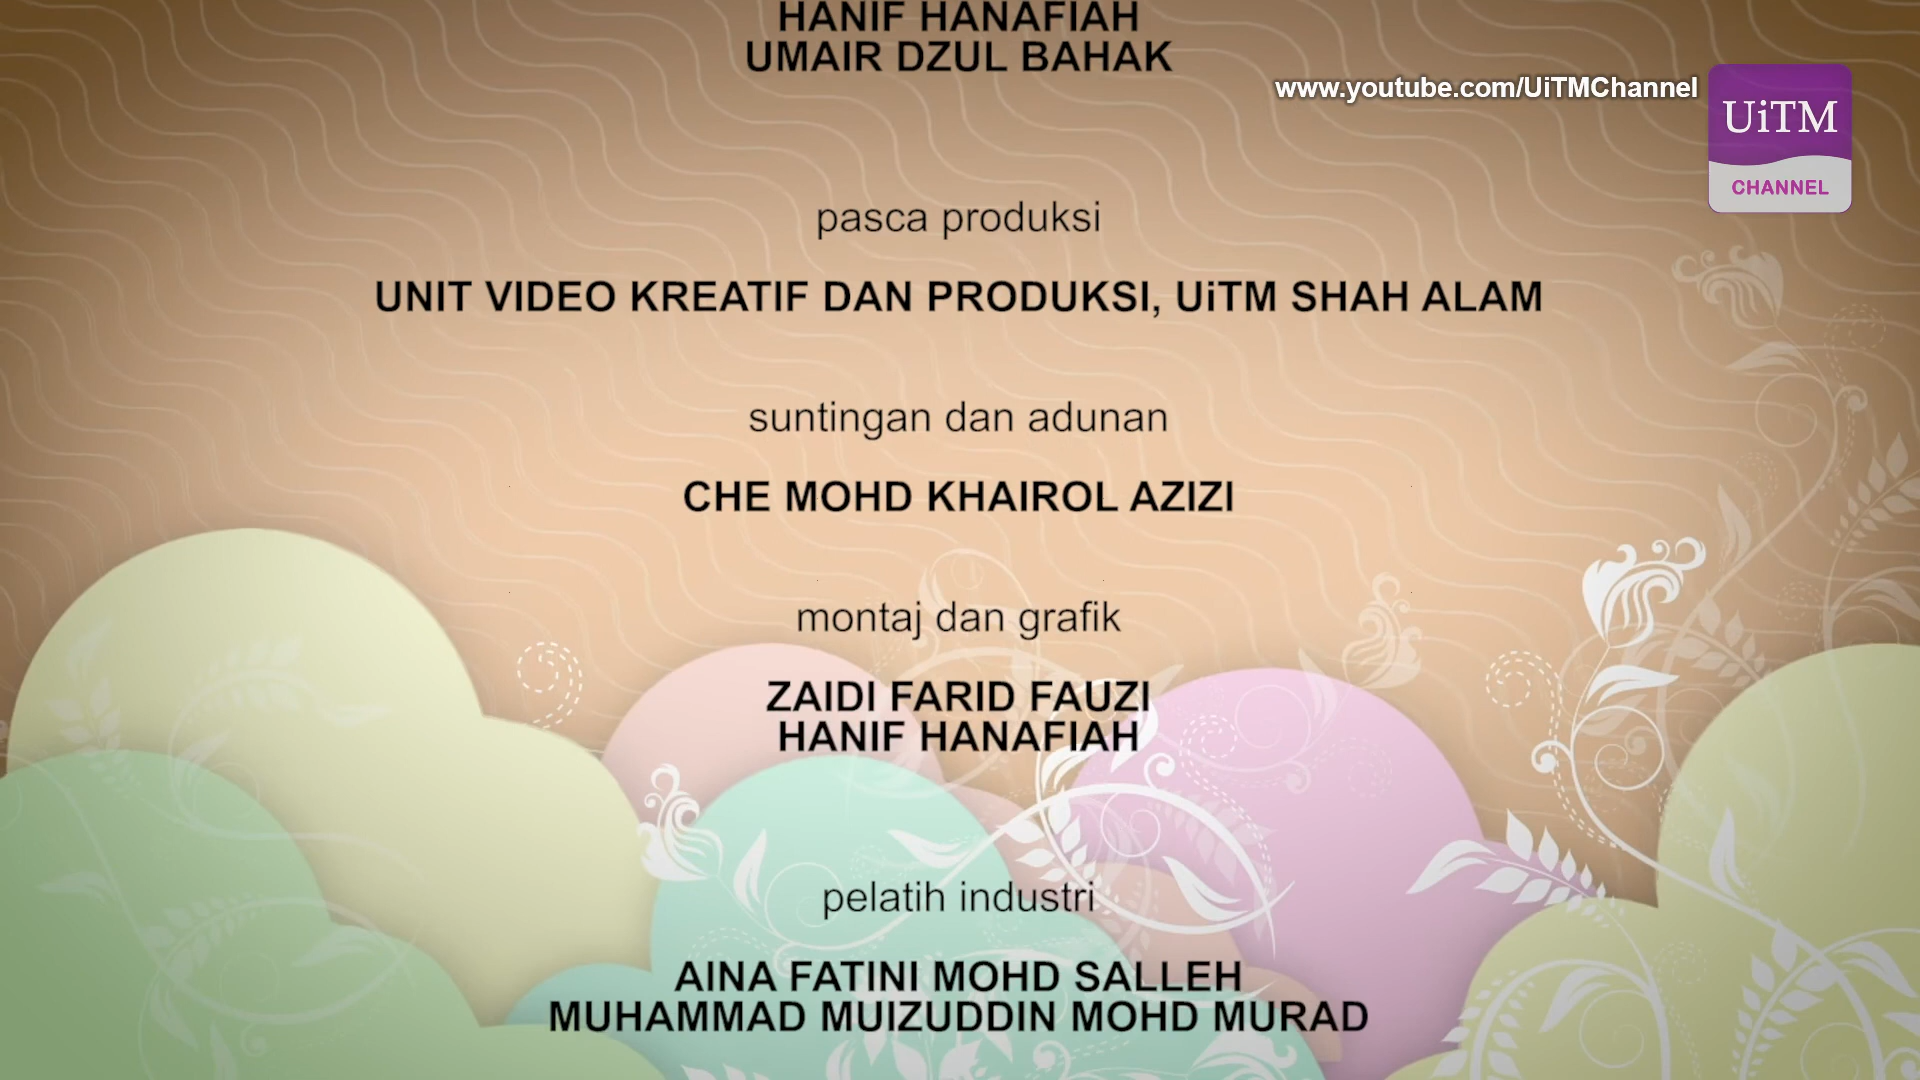 HANIF HANAFIAH
UMAIR DZUL BAHAK
www.youtube.com/UiTMChannel
UiTM
CHANNEL
pasca produksi
UNIT VIDEO KREATIF DAN PRODUKSI, UiTM SHAH ALAM
suntingan dan adunan
CHE MOHD KHAIROL AZIZI
montaj dan grafik
ZAIDI FARID FAUZI
HANIF HANAFIAH
pelatih industri
AINA FATINI MOHD SALLEH
MUHAMMAD MUIZUDDIN MOHD MURAD